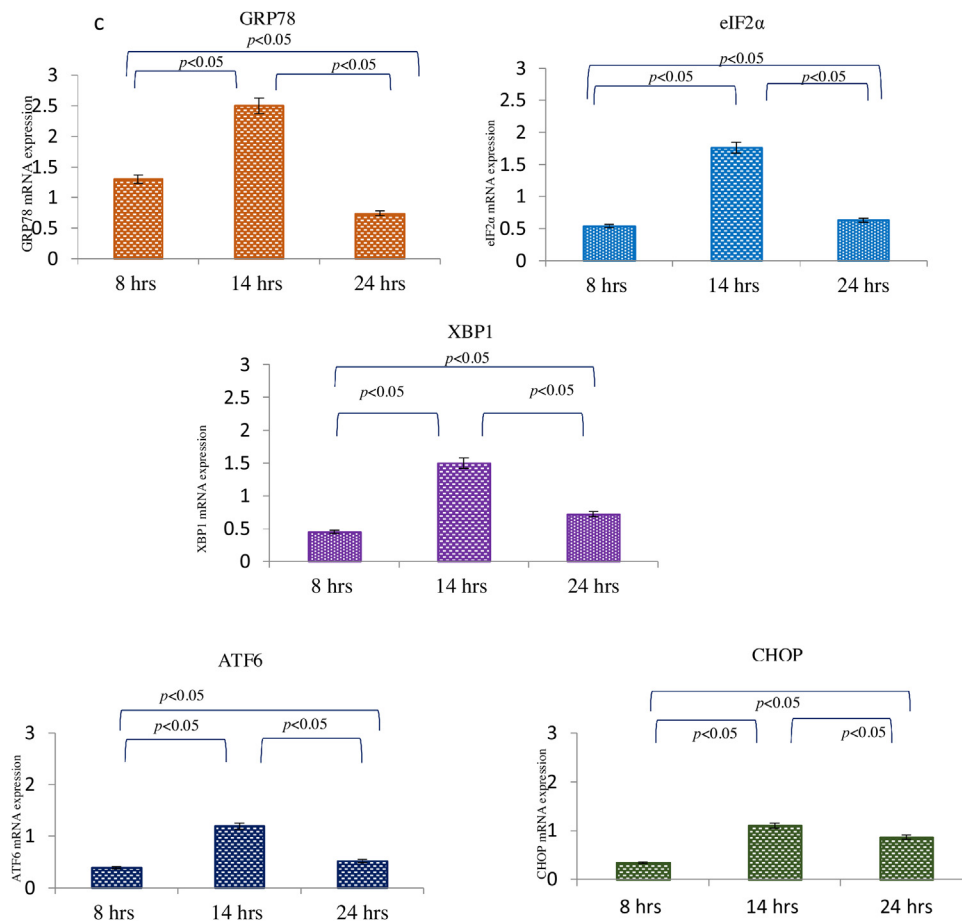 c
GRP78
p<0.05
p<0.05
p<0.05
GRP78 mRNA expression
3
2.5
2
1.5
1
0.5
0
8 hrs
14 hrs
24 hrs
eIF2α
p<0.05
p<0.05
p<0.05
eIF2α mRNA expression
3
2.5
2
1.5
1
0.5
0
8 hrs
14 hrs
24 hrs
XBP1
p<0.05
p<0.05
p<0.05
XBP1 mRNA expression
3
2.5
2
1.5
1
0.5
0
8 hrs
14 hrs
24 hrs
ATF6
p<0.05
p<0.05
p<0.05
ATF6 mRNA expression
3
2
1
0
8 hrs
14 hrs
24 hrs
CHOP
p<0.05
p<0.05
p<0.05
CHOP mRNA expression
3
2
1
0
8 hrs
14 hrs
24 hrs